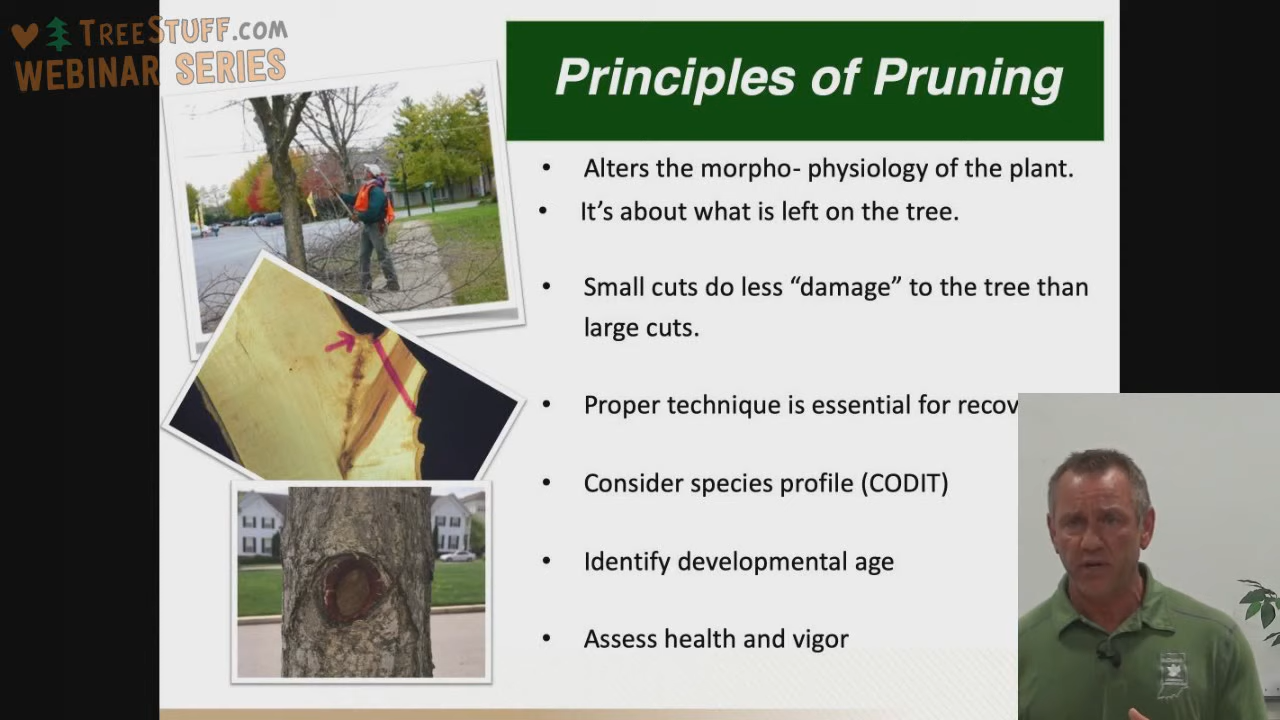 TREESTUFF.COM
WEBINAR SERIES
Principles of Pruning
• Alters the morpho- physiology of the plant.
• It’s about what is left on the tree.
• Small cuts do less “damage” to the tree than
large cuts.
• Proper technique is essential for recov
• Consider species profile (CODIT)
• Identify developmental age
• Assess health and vigor